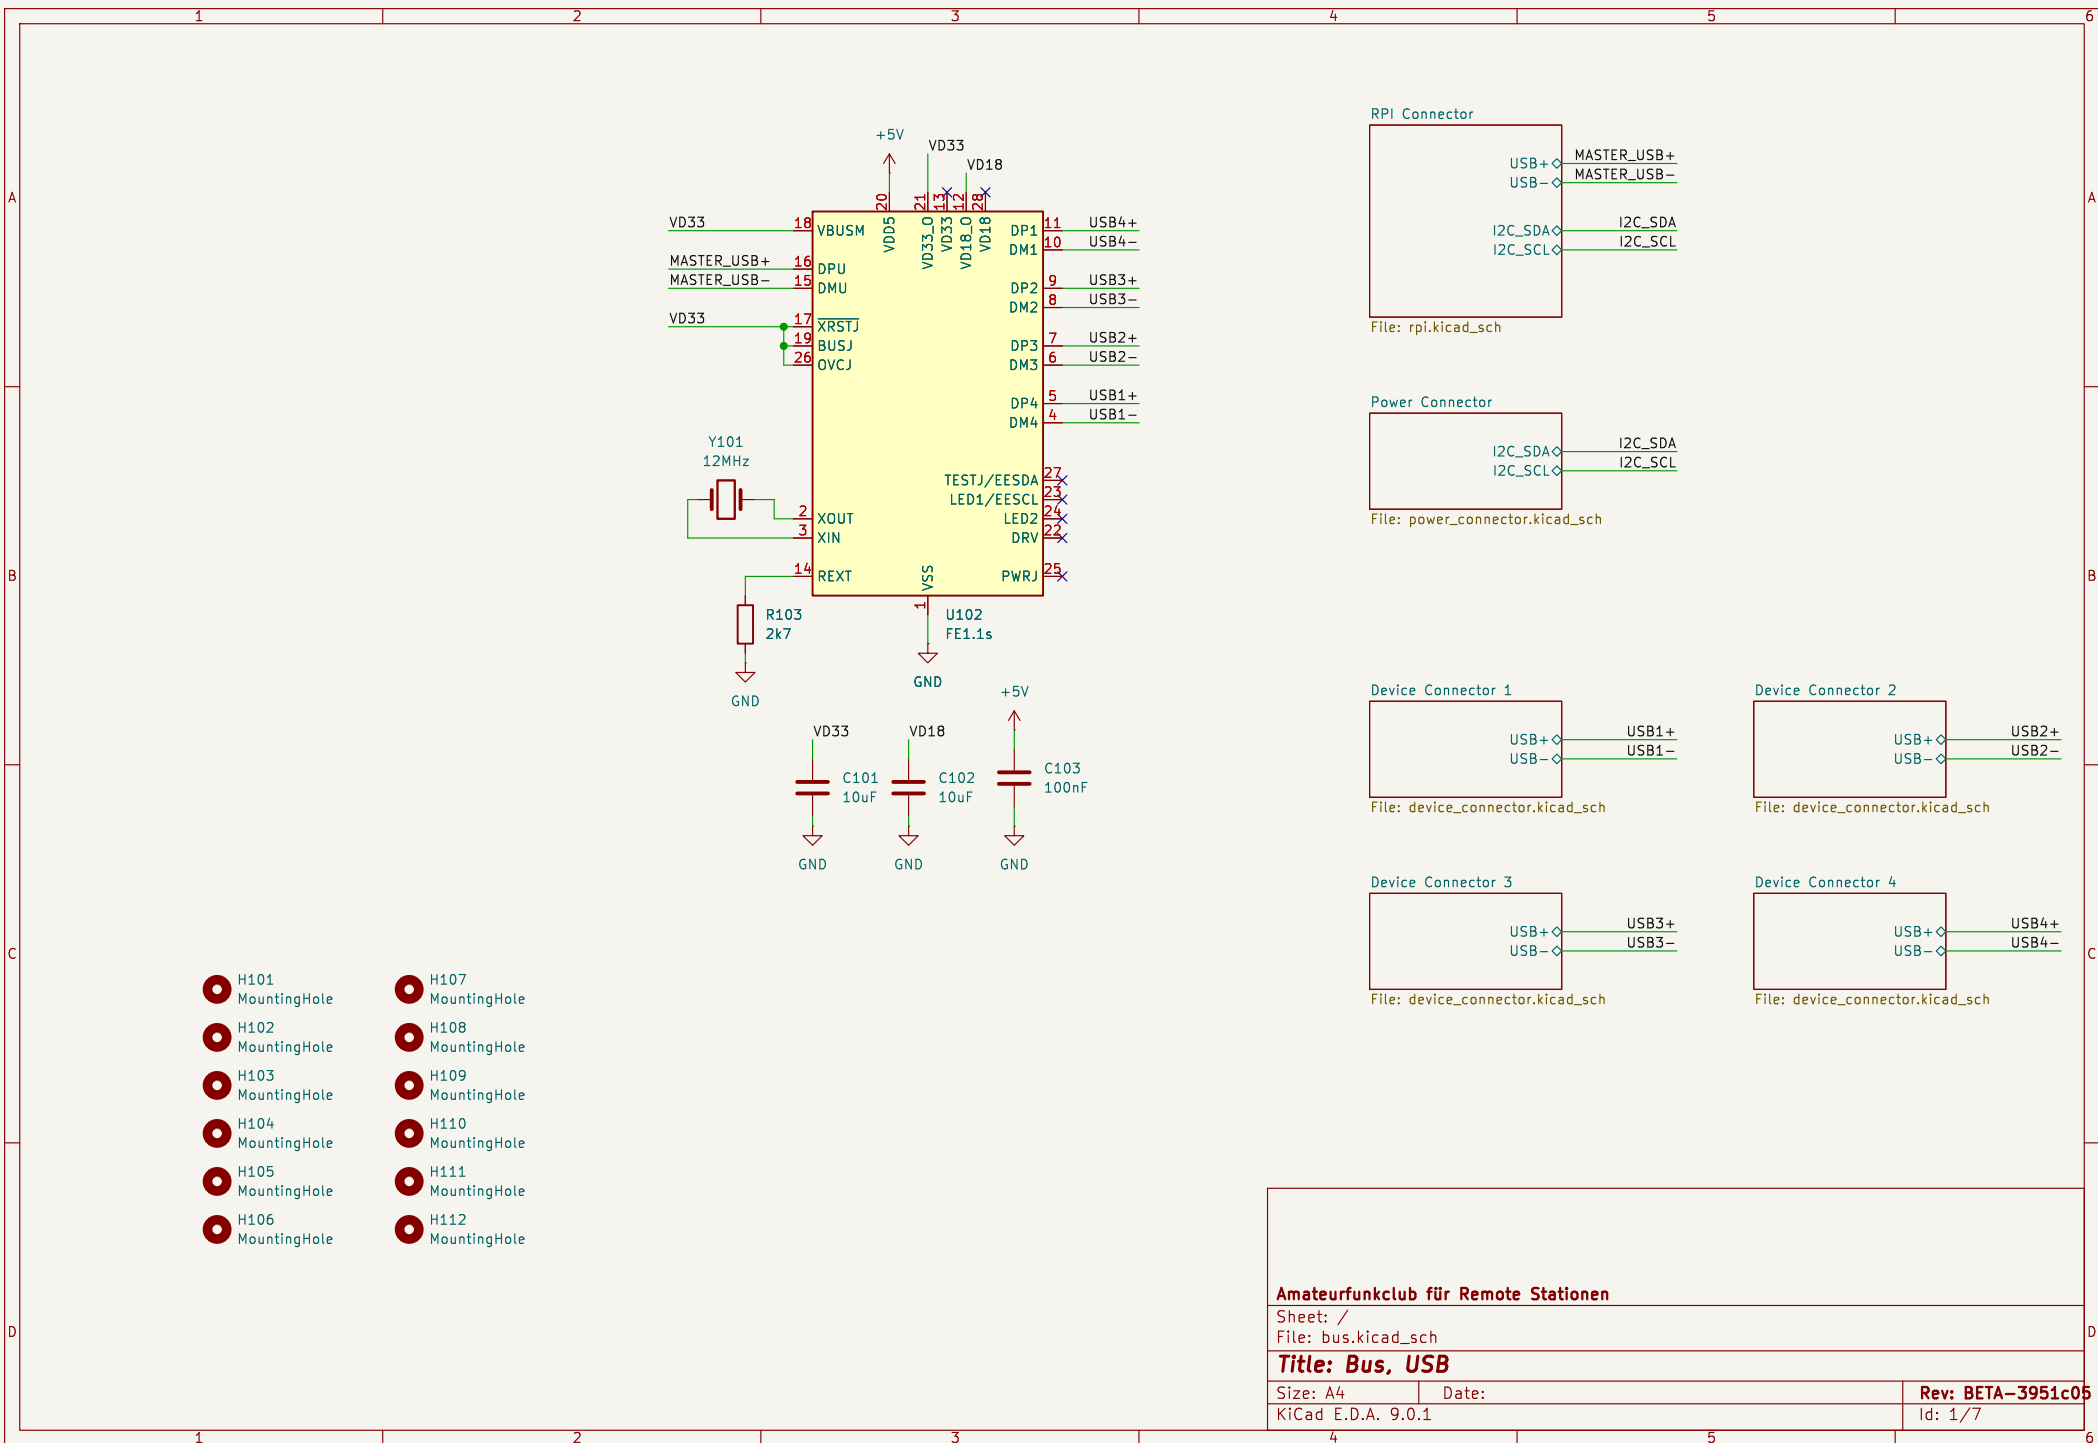 1 2 3 4 5 6
A
B
C
D
A
B
C
D
1 2 3 4 5 6
+5V
VD33
VD18
20 21 13 12 28
VDD5 VD33_O VD33 VD18_O VD18
VD33 18 VBUSM
MASTER_USB+ 16 DPU
MASTER_USB- 15 DMU
VD33 17 XRSTJ
19 BUSJ
26 OVCJ
Y101
12MHz
2 XOUT
3 XIN
14 REXT
R103
2k7
GND
DP1 11 USB4+
DM1 10 USB4-
DP2 9 USB3+
DM2 8 USB3-
DP3 7 USB2+
DM3 6 USB2-
DP4 5 USB1+
DM4 4 USB1-
TESTJ/EESDA 27
LED1/EESCL 23
LED2 24
DRV 22
PWRJ 25
VSS
1
U102
FE1.1s
GND
VD33
C101
10uF
GND
VD18
C102
10uF
GND
+5V
C103
100nF
GND
RPI Connector
USB+ MASTER_USB+
USB- MASTER_USB-
I2C_SDA I2C_SDA
I2C_SCL I2C_SCL
File: rpi.kicad_sch
Power Connector
I2C_SDA I2C_SDA
I2C_SCL I2C_SCL
File: power_connector.kicad_sch
Device Connector 1
USB+ USB1+
USB- USB1-
File: device_connector.kicad_sch
Device Connector 2
USB+ USB2+
USB- USB2-
File: device_connector.kicad_sch
Device Connector 3
USB+ USB3+
USB- USB3-
File: device_connector.kicad_sch
Device Connector 4
USB+ USB4+
USB- USB4-
File: device_connector.kicad_sch
H101
MountingHole
H102
MountingHole
H103
MountingHole
H104
MountingHole
H105
MountingHole
H106
MountingHole
H107
MountingHole
H108
MountingHole
H109
MountingHole
H110
MountingHole
H111
MountingHole
H112
MountingHole
Amateurfunkclub für Remote Stationen
Sheet: /
File: bus.kicad_sch
Title: Bus, USB
Size: A4 Date: Rev: BETA-3951c05
KiCad E.D.A. 9.0.1 Id: 1/7